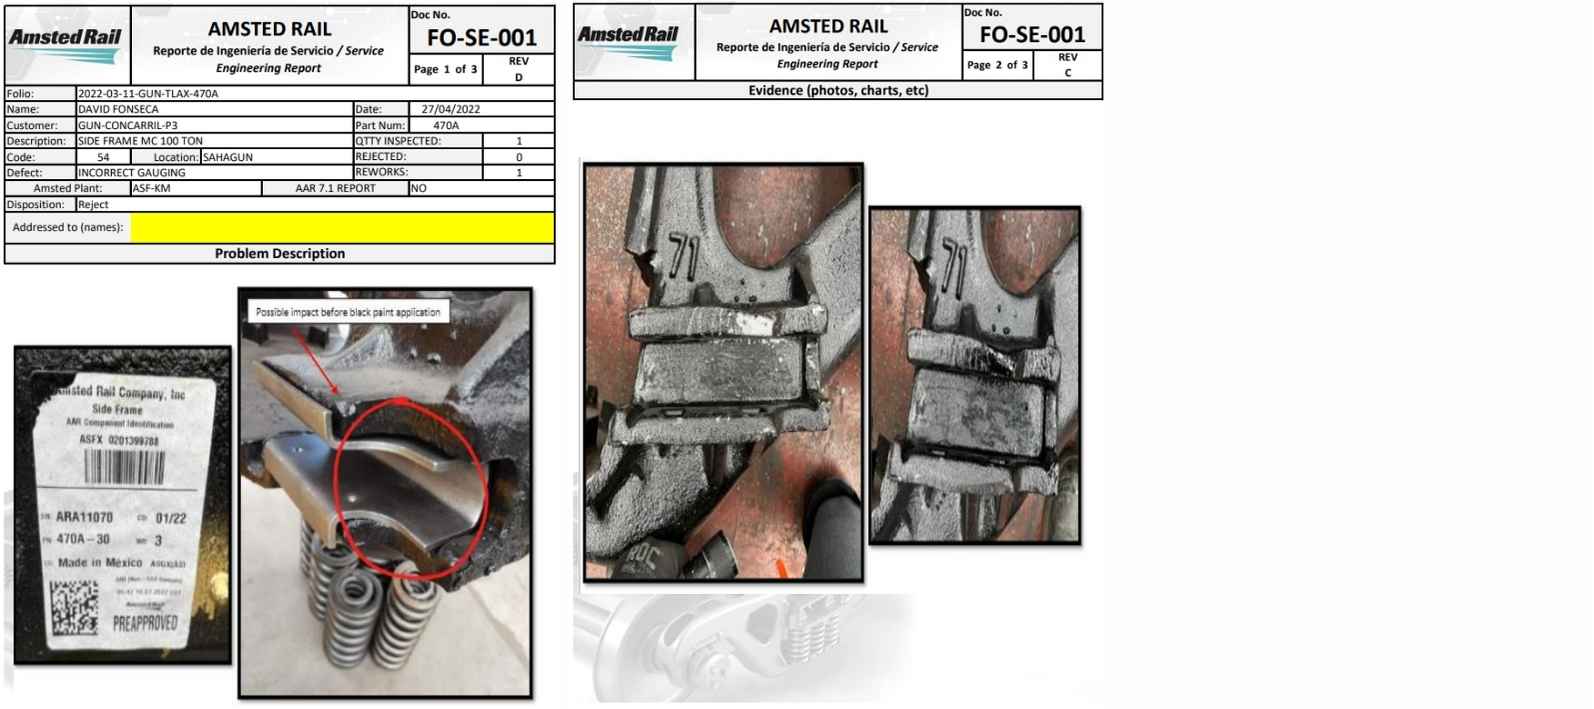 AmstedRail
AMSTED RAIL
Reporte de Ingeniería de Servicio / Service
Engineering Report
Doc No.
FO-SE-001
Page 1 of 3
REV
D
Folio: 2022-03-11-GUN-TLAX-470A
Name: DAVID FONSECA Date: 27/04/2022
Customer: GUN-CONCARRIL-P3 Part Num: 470A
Description: SIDE FRAME MC 100 TON QTTY INSPECTED: 1
Code: 54 Location: SAHAGUN REJECTED: 0
Defect: INCORRECT GAUGING REWORKS: 1
Amsted Plant: ASF-KM AAR 7.1 REPORT NO
Disposition: Reject
Addressed to (names):
Problem Description
Possible impact before black paint application
Amsted Rail Company, Inc
Side Frame
AAR Component Identification
ASFX 0201399788
ARA11070 01/22
470A-30 3
Made in Mexico
PREAPPROVED
AmstedRail
AMSTED RAIL
Reporte de Ingeniería de Servicio / Service
Engineering Report
Doc No.
FO-SE-001
Page 2 of 3
REV
C
Evidence (photos, charts, etc)
71
71